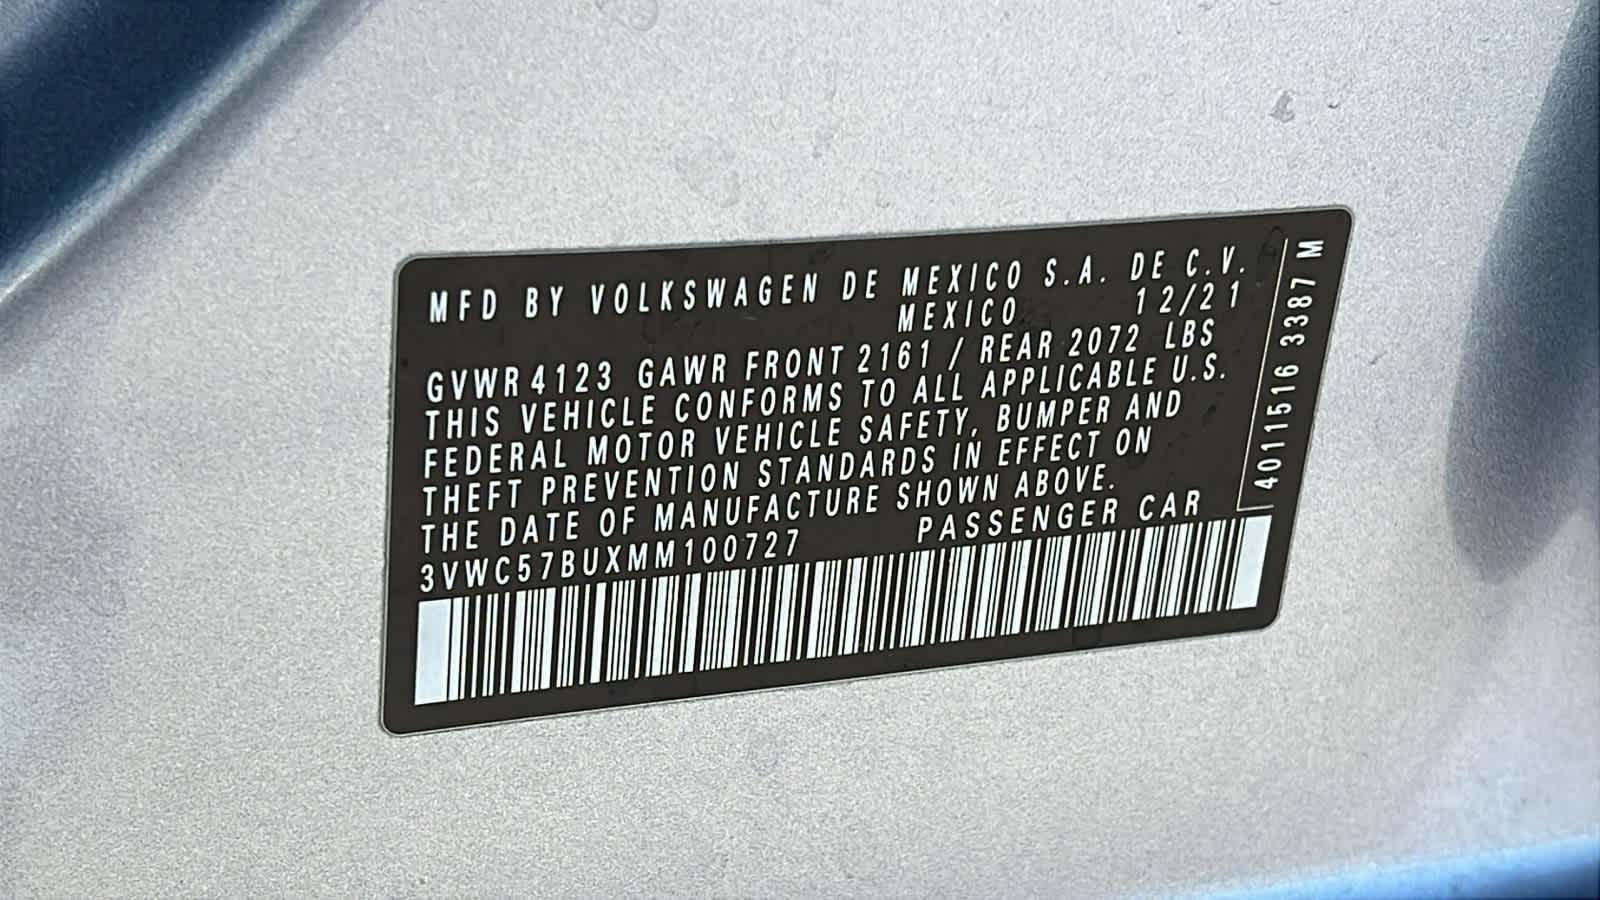 MFD BY VOLKSWAGEN DE MEXICO S.A. DE C.V.
MEXICO 12/21
GVWR 4123 GAWR FRONT 2161 / REAR 2072 LBS
THIS VEHICLE CONFORMS TO ALL APPLICABLE U.S.
FEDERAL MOTOR VEHICLE SAFETY, BUMPER AND
THEFT PREVENTION STANDARDS IN EFFECT ON
THE DATE OF MANUFACTURE SHOWN ABOVE.
3VWC57BUXMM100727 PASSENGER CAR
4011516 3387 M